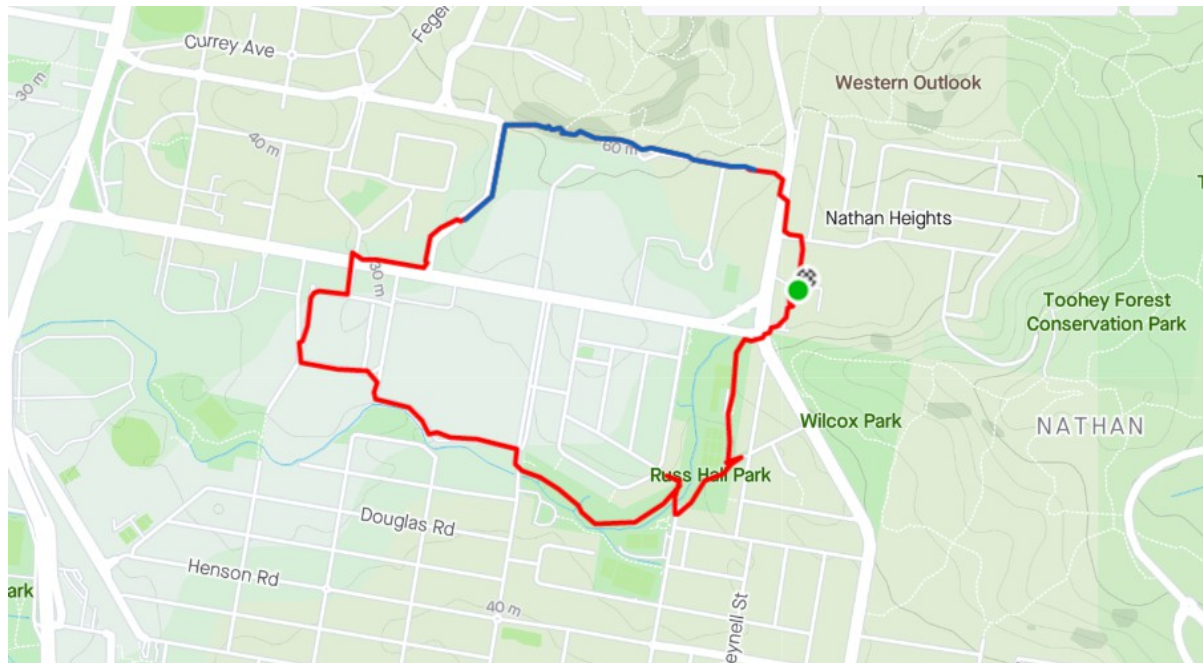 Currey Ave
30 m
Western Outlook
40 m
60 m
Nathan Heights
30 m
Toohey Forest
Conservation Park
Wilcox Park
NATHAN
Russ Hall Park
Douglas Rd
Henson Rd
40 m